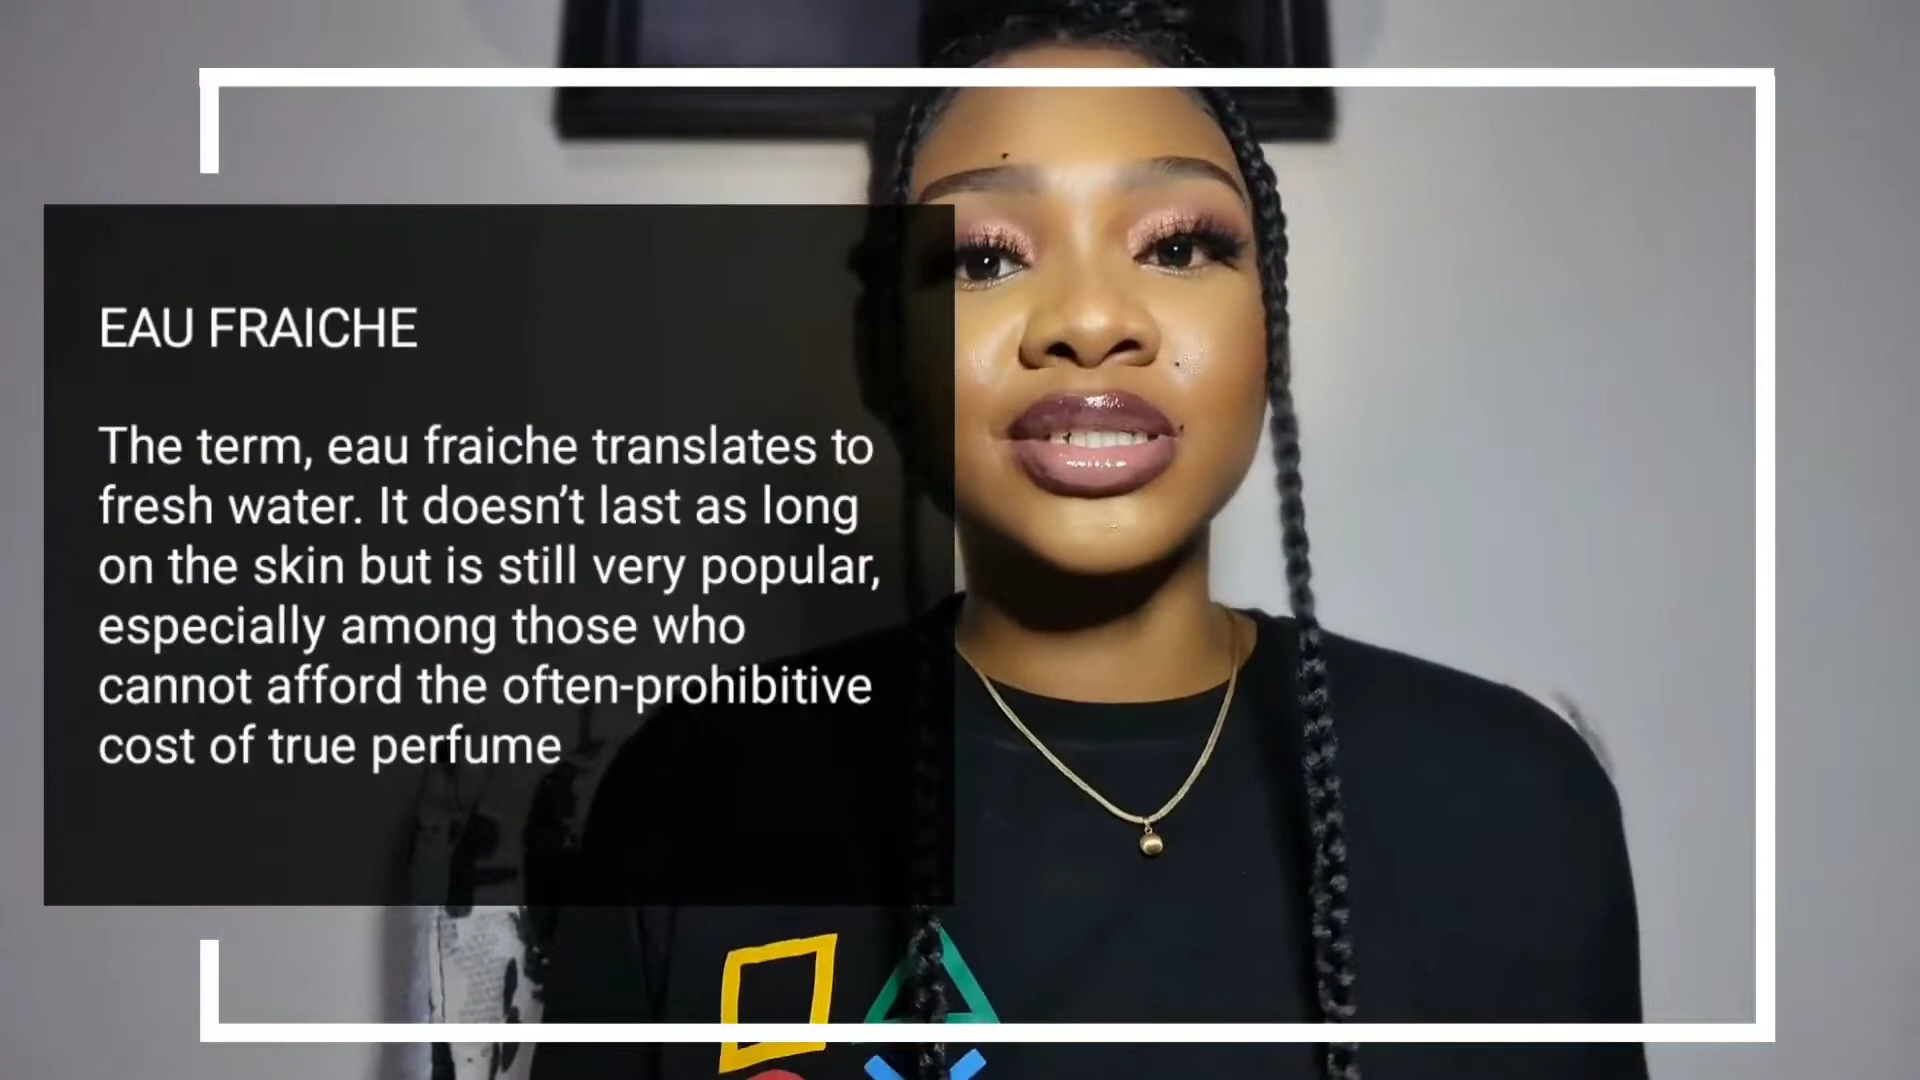 EAU FRAICHE
The term, eau fraiche translates to
fresh water. It doesn’t last as long
on the skin but is still very popular,
especially among those who
cannot afford the often-prohibitive
cost of true perfume